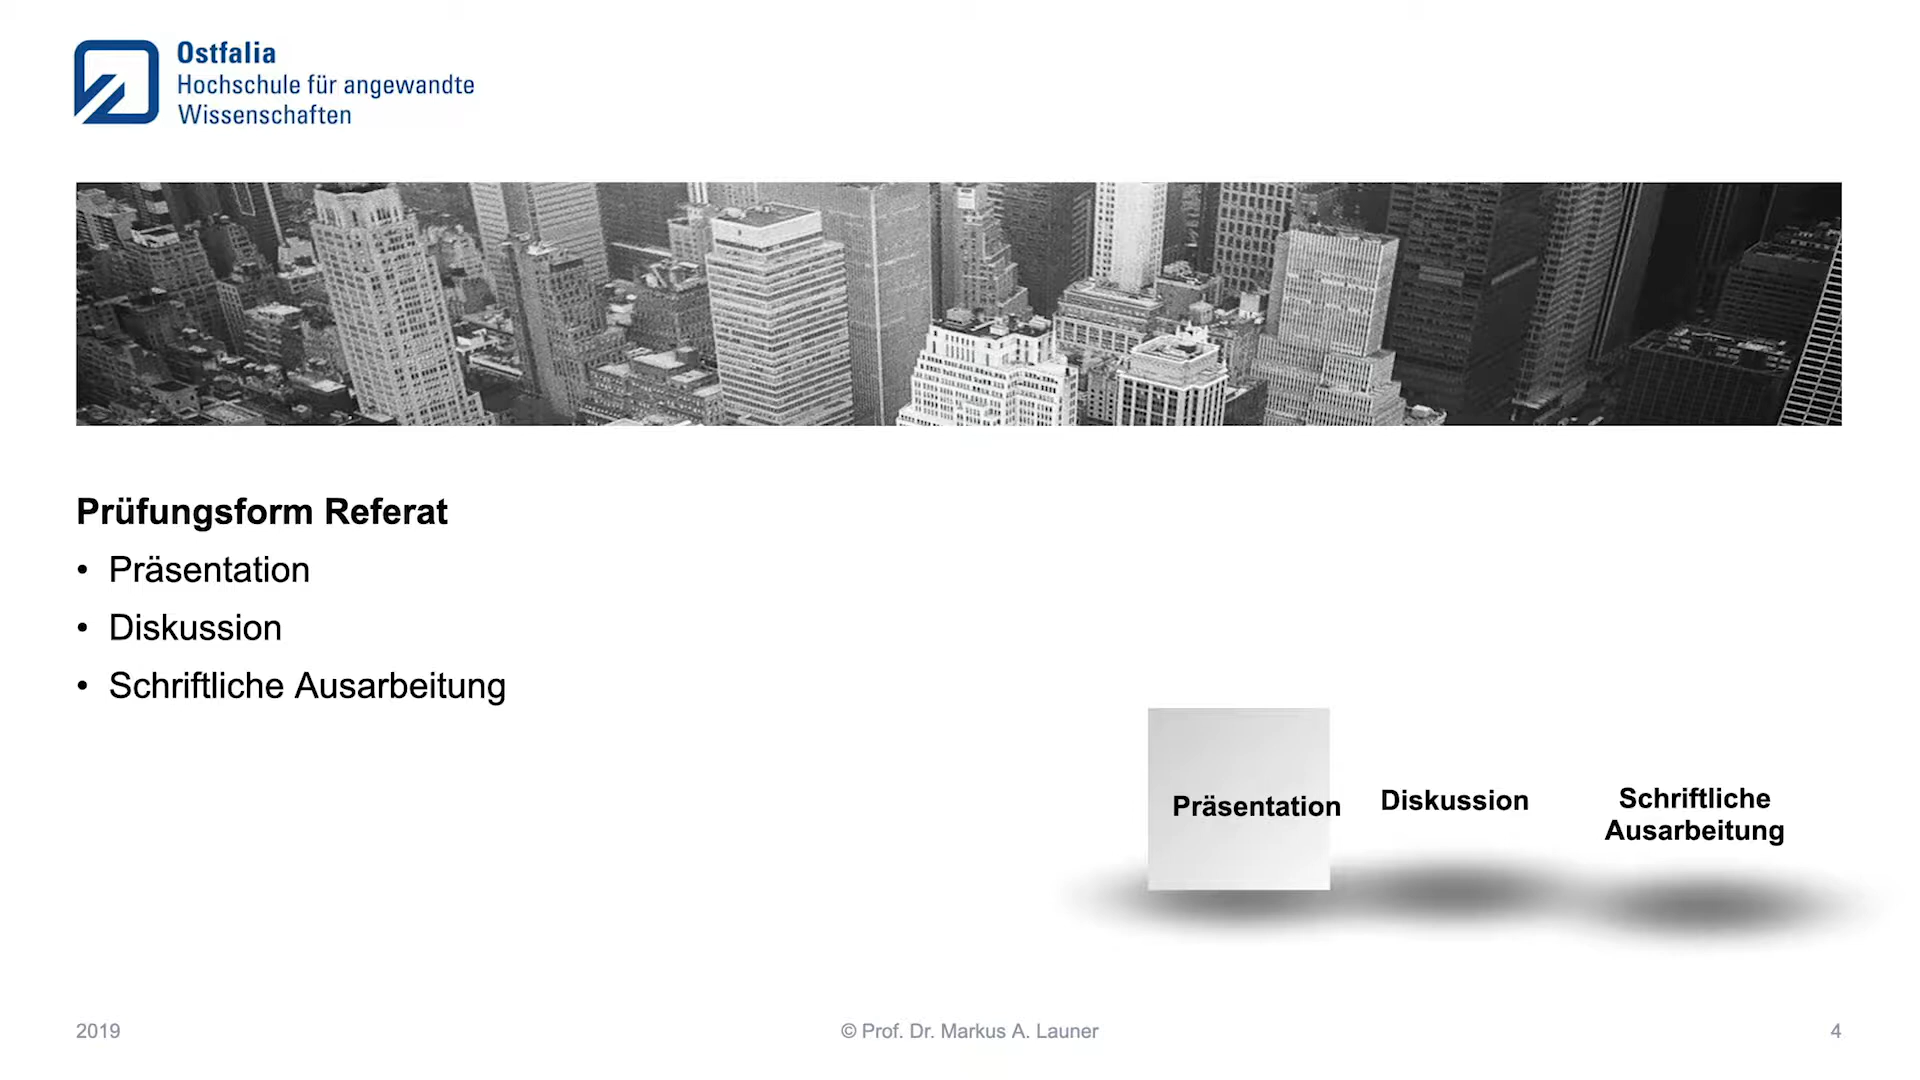 Ostfalia
Hochschule für angewandte
Wissenschaften
Prüfungsform Referat
• Präsentation
• Diskussion
• Schriftliche Ausarbeitung
Präsentation
Diskussion
Schriftliche
Ausarbeitung
2019
© Prof. Dr. Markus A. Launer
4